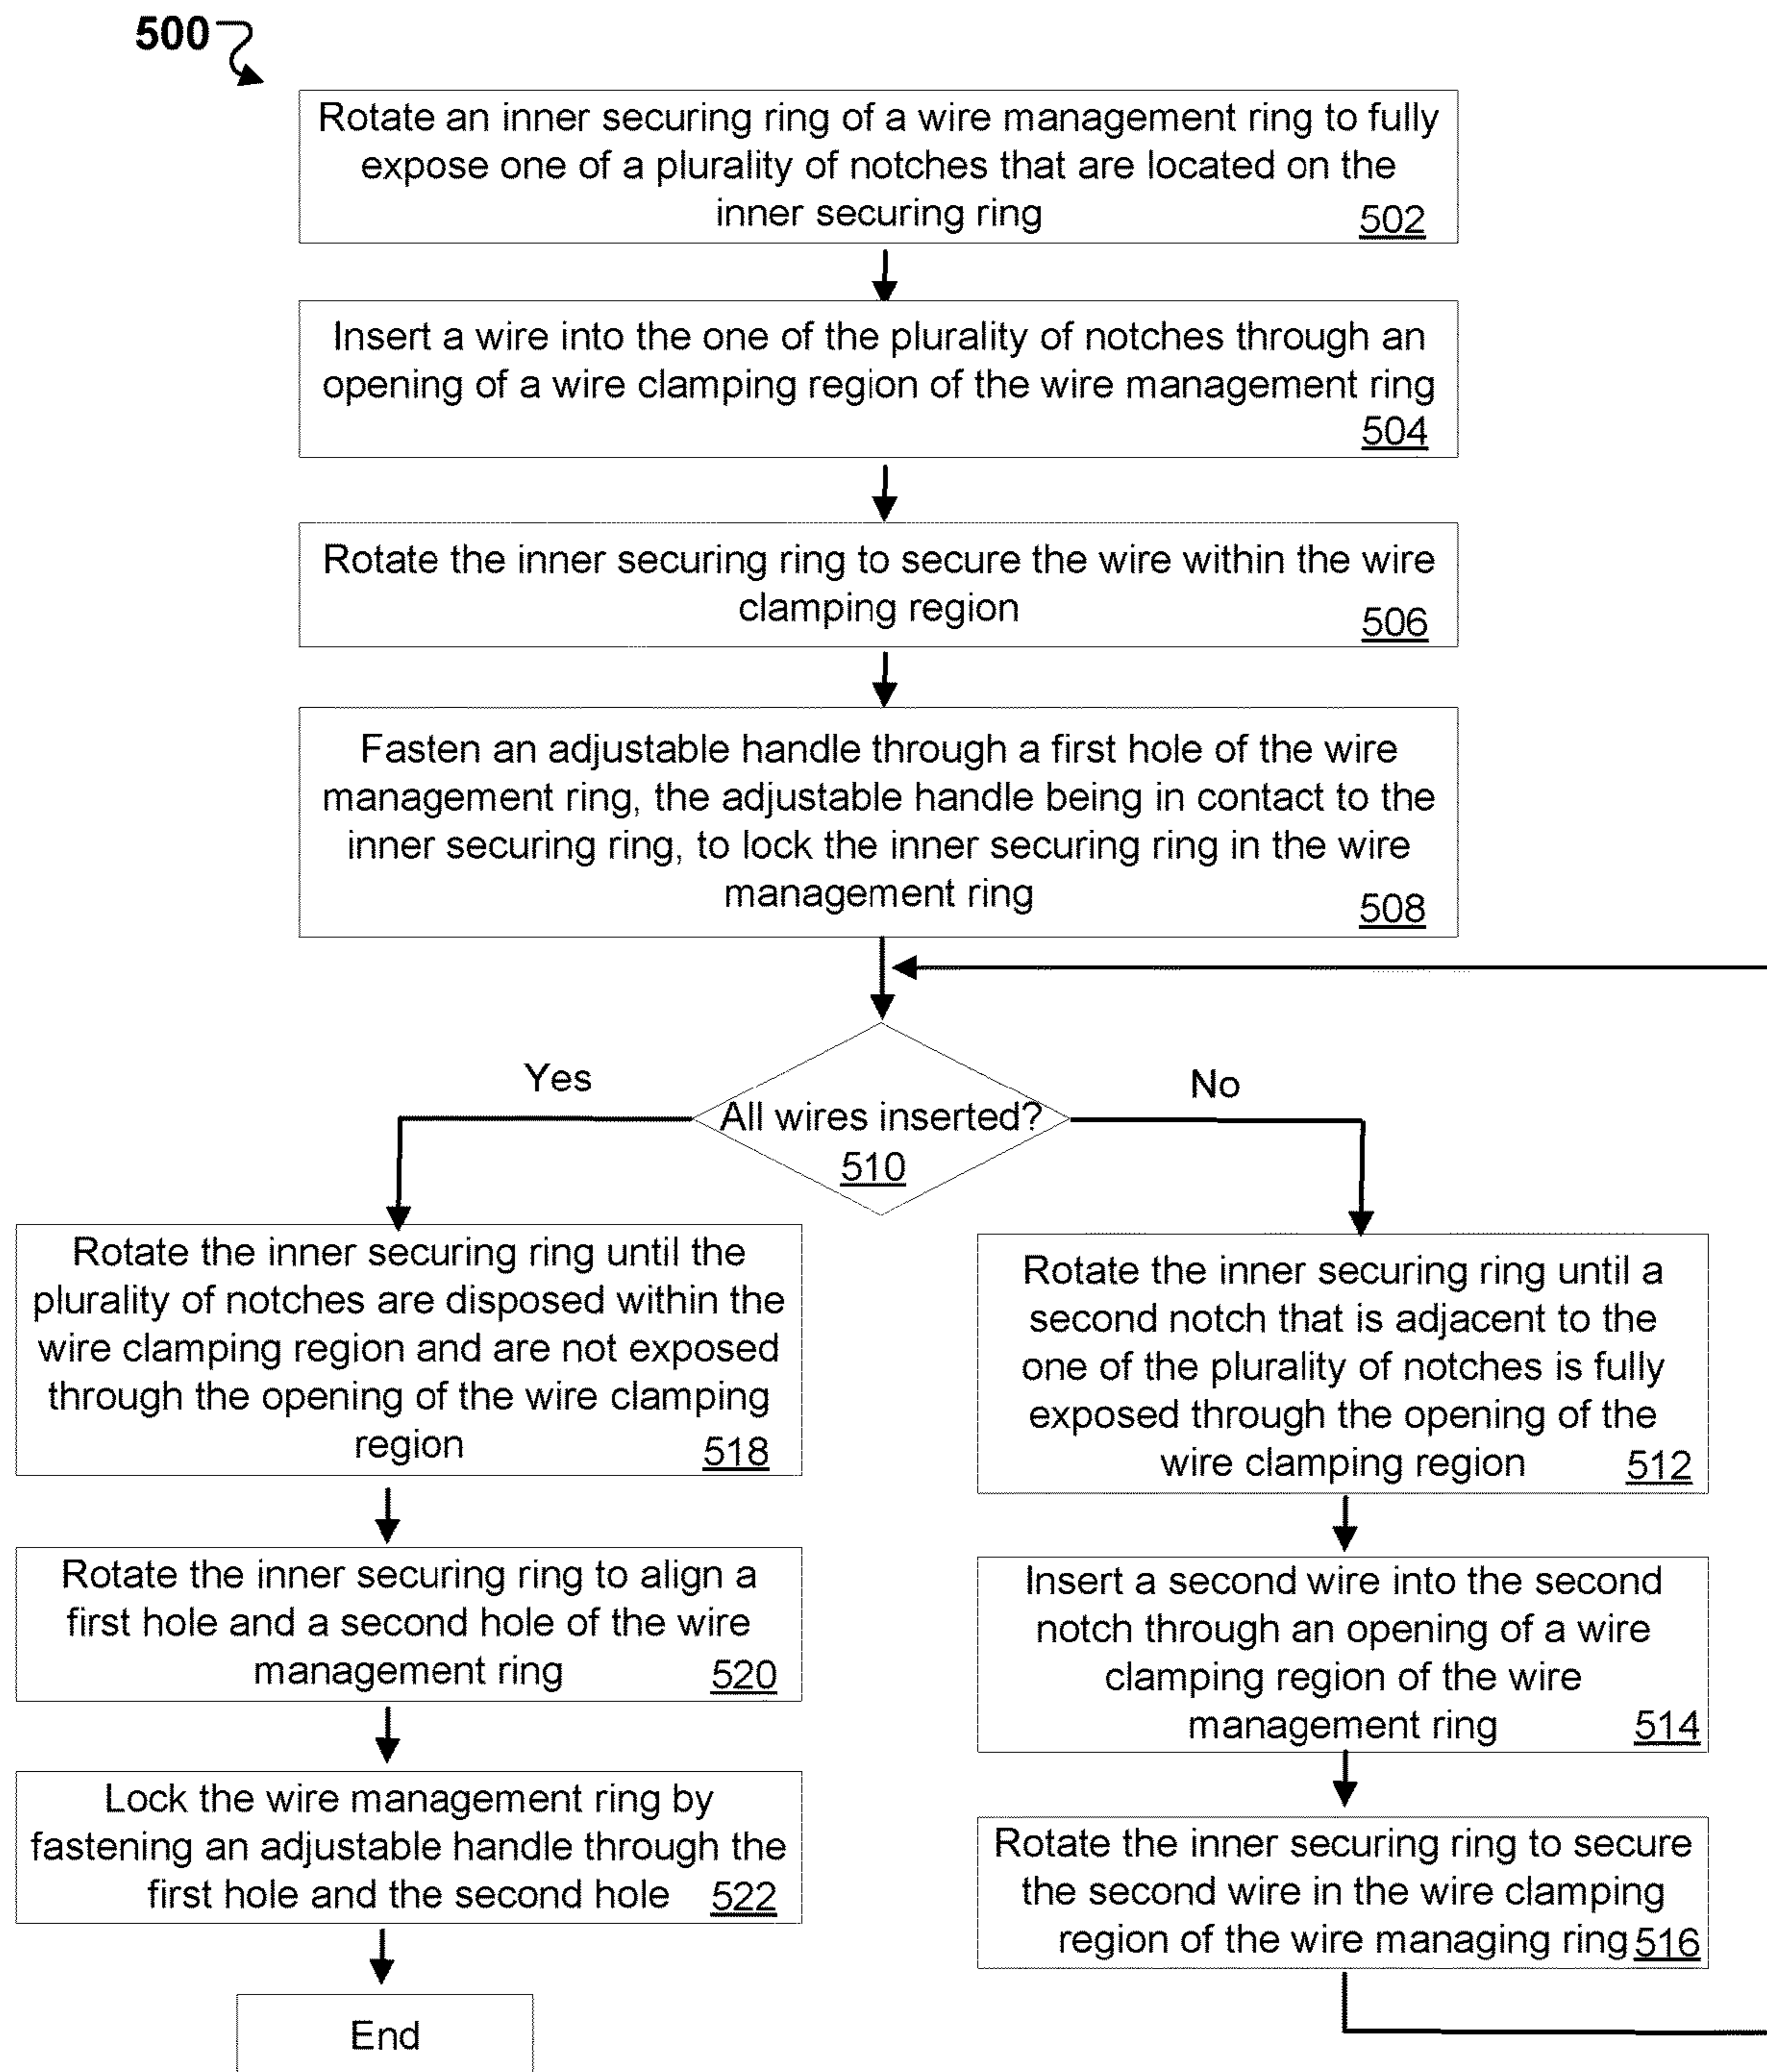 500
Rotate an inner securing ring of a wire management ring to fully
expose one of a plurality of notches that are located on the
inner securing ring 502
Insert a wire into the one of the plurality of notches through an
opening of a wire clamping region of the wire management ring
504
Rotate the inner securing ring to secure the wire within the wire
clamping region 506
Fasten an adjustable handle through a first hole of the wire
management ring, the adjustable handle being in contact to the
inner securing ring, to lock the inner securing ring in the wire
management ring 508
Yes
No
All wires inserted?
510
Rotate the inner securing ring until the
plurality of notches are disposed within the
wire clamping region and are not exposed
through the opening of the wire clamping
region 518
Rotate the inner securing ring to align a
first hole and a second hole of the wire
management ring 520
Lock the wire management ring by
fastening an adjustable handle through the
first hole and the second hole 522
End
Rotate the inner securing ring until a
second notch that is adjacent to the
one of the plurality of notches is fully
exposed through the opening of the
wire clamping region 512
Insert a second wire into the second
notch through an opening of a wire
clamping region of the wire
management ring 514
Rotate the inner securing ring to secure
the second wire in the wire clamping
region of the wire managing ring 516